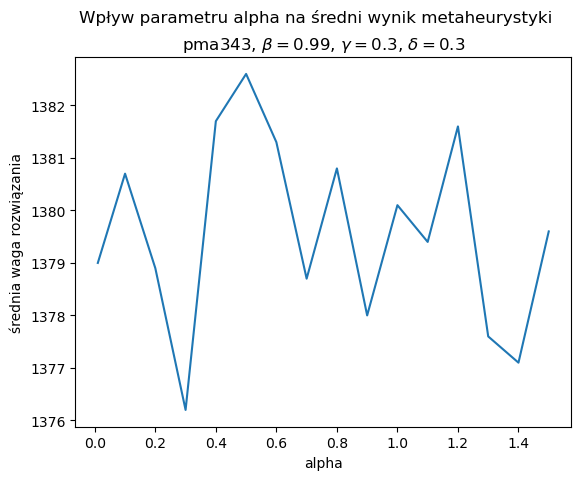 Wpływ parametru alpha na średni wynik metaheurystyki
pma343, β = 0.99, γ = 0.3, δ = 0.3
średnia waga rozwiązania
1382
1381
1380
1379
1378
1377
1376
0.0 0.2 0.4 0.6 0.8 1.0 1.2 1.4
alpha